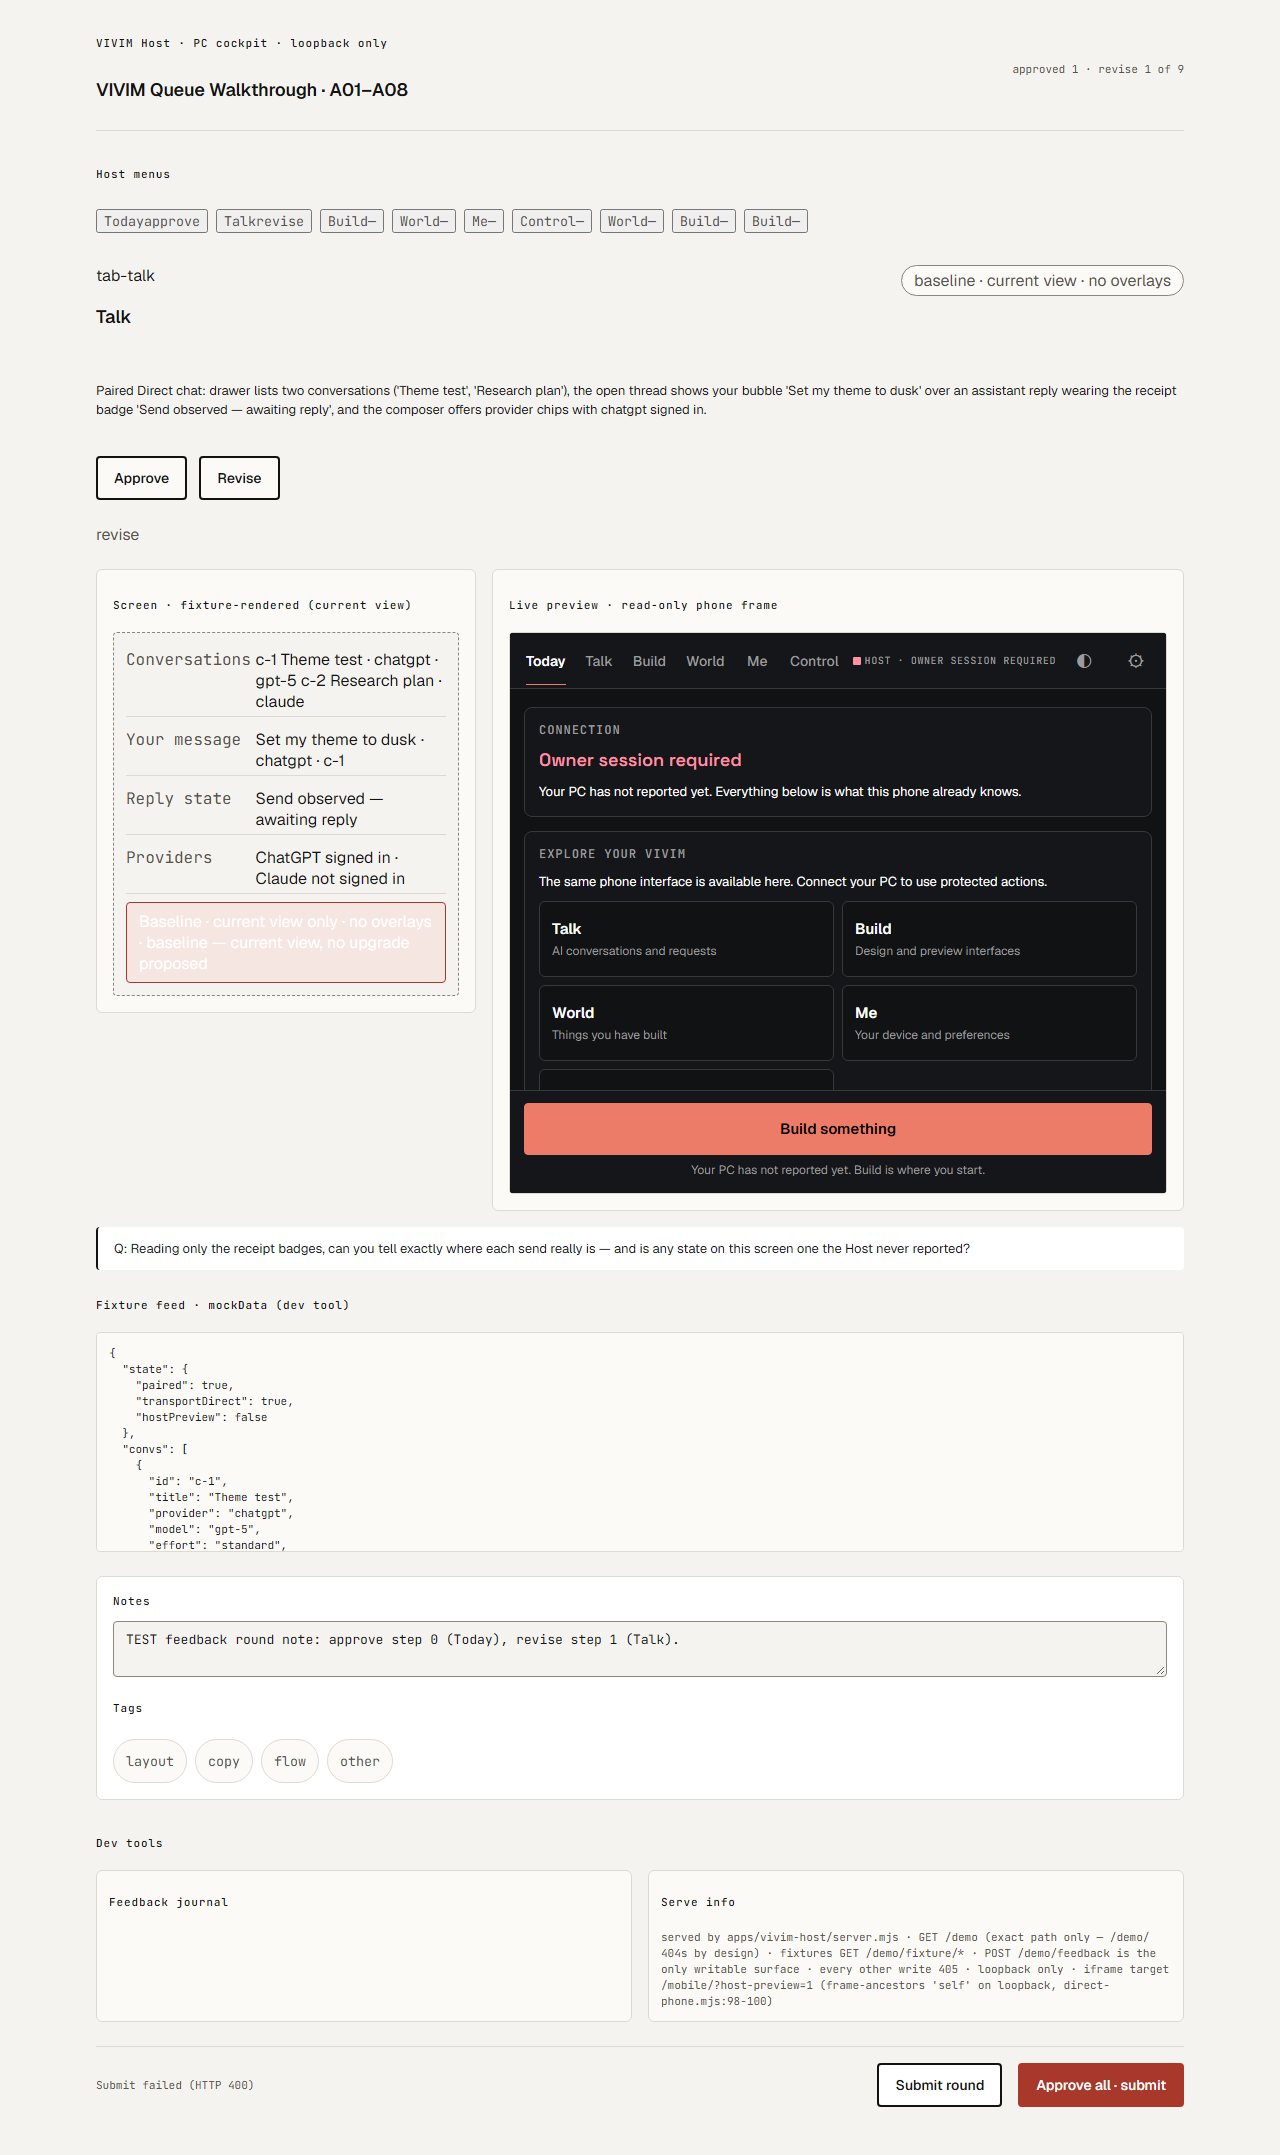 VIVIM Host · PC cockpit · loopback only
approved 1 · revise 1 of 9
VIVIM Queue Walkthrough · A01–A08
Host menus
Todayapprove Talkrevise Build— World— Me— Control— World— Build— Build—
tab-talk
baseline · current view · no overlays
Talk
Paired Direct chat: drawer lists two conversations ('Theme test', 'Research plan'), the open thread shows your bubble 'Set my theme to dusk' over an assistant reply wearing the receipt
badge 'Send observed — awaiting reply', and the composer offers provider chips with chatgpt signed in.
Approve Revise
revise
Screen · fixture-rendered (current view)
Conversations c-1 Theme test · chatgpt ·
gpt-5 c-2 Research plan ·
claude
Your message Set my theme to dusk ·
chatgpt · c-1
Reply state Send observed —
awaiting reply
Providers ChatGPT signed in ·
Claude not signed in
Baseline · current view only · no overlays
· baseline — current view, no upgrade
proposed
Live preview · read-only phone frame
Today Talk Build World Me Control HOST · OWNER SESSION REQUIRED
CONNECTION
Owner session required
Your PC has not reported yet. Everything below is what this phone already knows.
EXPLORE YOUR VIVIM
The same phone interface is available here. Connect your PC to use protected actions.
Talk
AI conversations and requests
Build
Design and preview interfaces
World
Things you have built
Me
Your device and preferences
Build something
Your PC has not reported yet. Build is where you start.
Q: Reading only the receipt badges, can you tell exactly where each send really is — and is any state on this screen one the Host never reported?
Fixture feed · mockData (dev tool)
{
"state": {
"paired": true,
"transportDirect": true,
"hostPreview": false
},
"convs": [
{
"id": "c-1",
"title": "Theme test",
"provider": "chatgpt",
"model": "gpt-5",
"effort": "standard",
Notes
TEST feedback round note: approve step 0 (Today), revise step 1 (Talk).
Tags
layout copy flow other
Dev tools
Feedback journal
Serve info
served by apps/vivim-host/server.mjs · GET /demo (exact path only — /demo/
404s by design) · fixtures GET /demo/fixture/* · POST /demo/feedback is the
only writable surface · every other write 405 · loopback only · iframe target
/mobile/?host-preview=1 (frame-ancestors 'self' on loopback, direct-
phone.mjs:98-100)
Submit failed (HTTP 400)
Submit round Approve all · submit